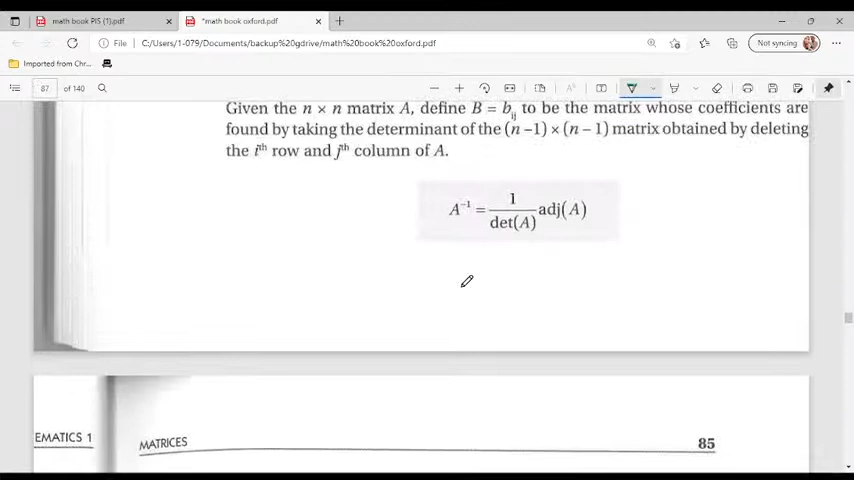 math book PIS (1).pdf
*math book oxford.pdf
File
C:/Users/1-079/Documents/backup%20gdrive/math%20book%20oxford.pdf
Not syncing
Imported from Chr...
87 of 140
Given the n × n matrix A, define B = b_ij to be the matrix whose coefficients are
found by taking the determinant of the (n –1) × (n – 1) matrix obtained by deleting
the i^th row and j^th column of A.
A^–1 = 1/det(A) adj(A)
EMATICS 1
MATRICES
85